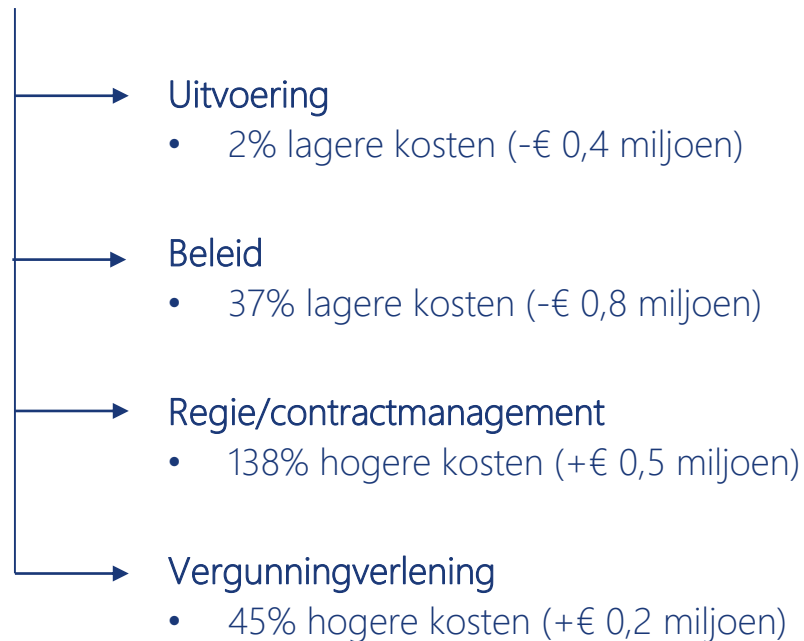 Uitvoering
• 2% lagere kosten (-€ 0,4 miljoen)
Beleid
• 37% lagere kosten (-€ 0,8 miljoen)
Regie/contractmanagement
• 138% hogere kosten (+€ 0,5 miljoen)
Vergunningverlening
• 45% hogere kosten (+€ 0,2 miljoen)